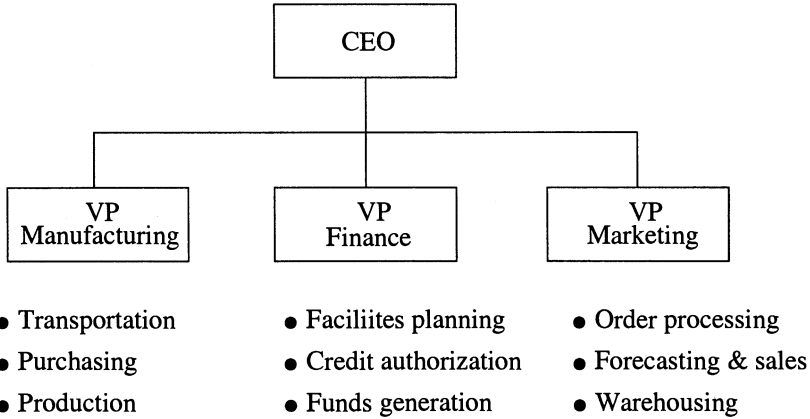 CEO
VP
Manufacturing
VP
Finance
VP
Marketing
● Transportation
● Purchasing
● Production
● Faciliites planning
● Credit authorization
● Funds generation
● Order processing
● Forecasting & sales
● Warehousing